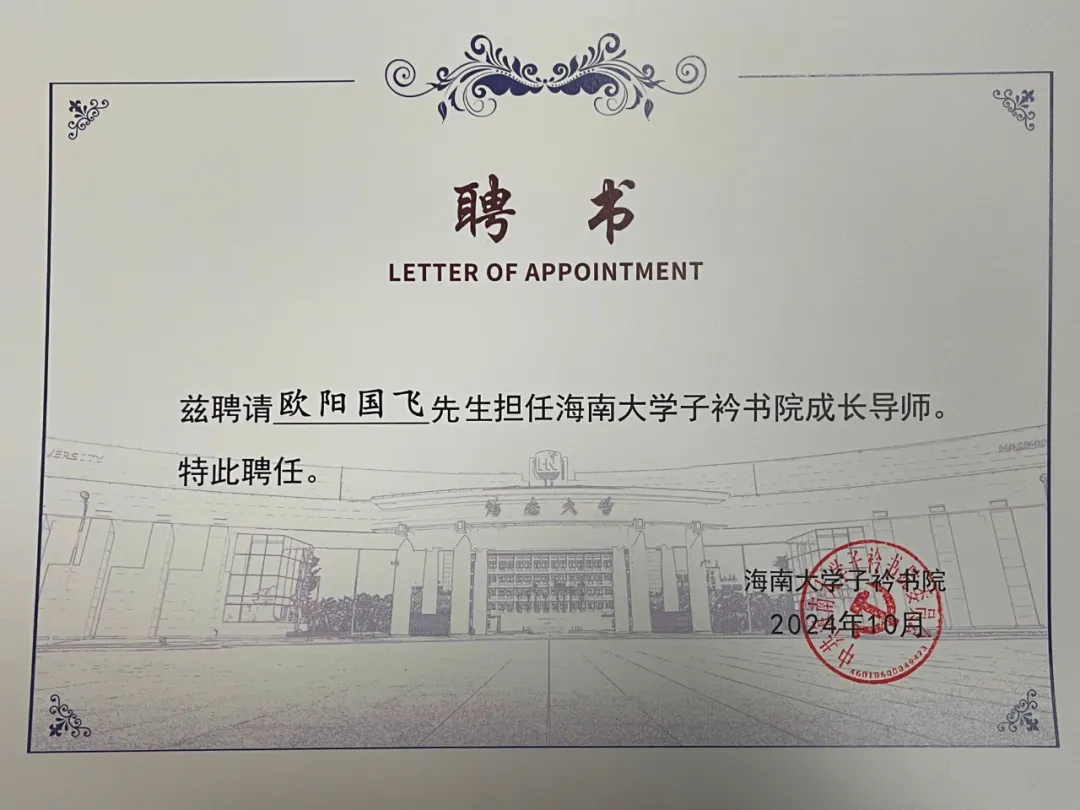 聘 书
LETTER OF APPOINTMENT
兹聘请欧阳国飞先生担任海南大学子衿书院成长导师。
特此聘任。
海南大学
海南大学子衿书院
2024年10月